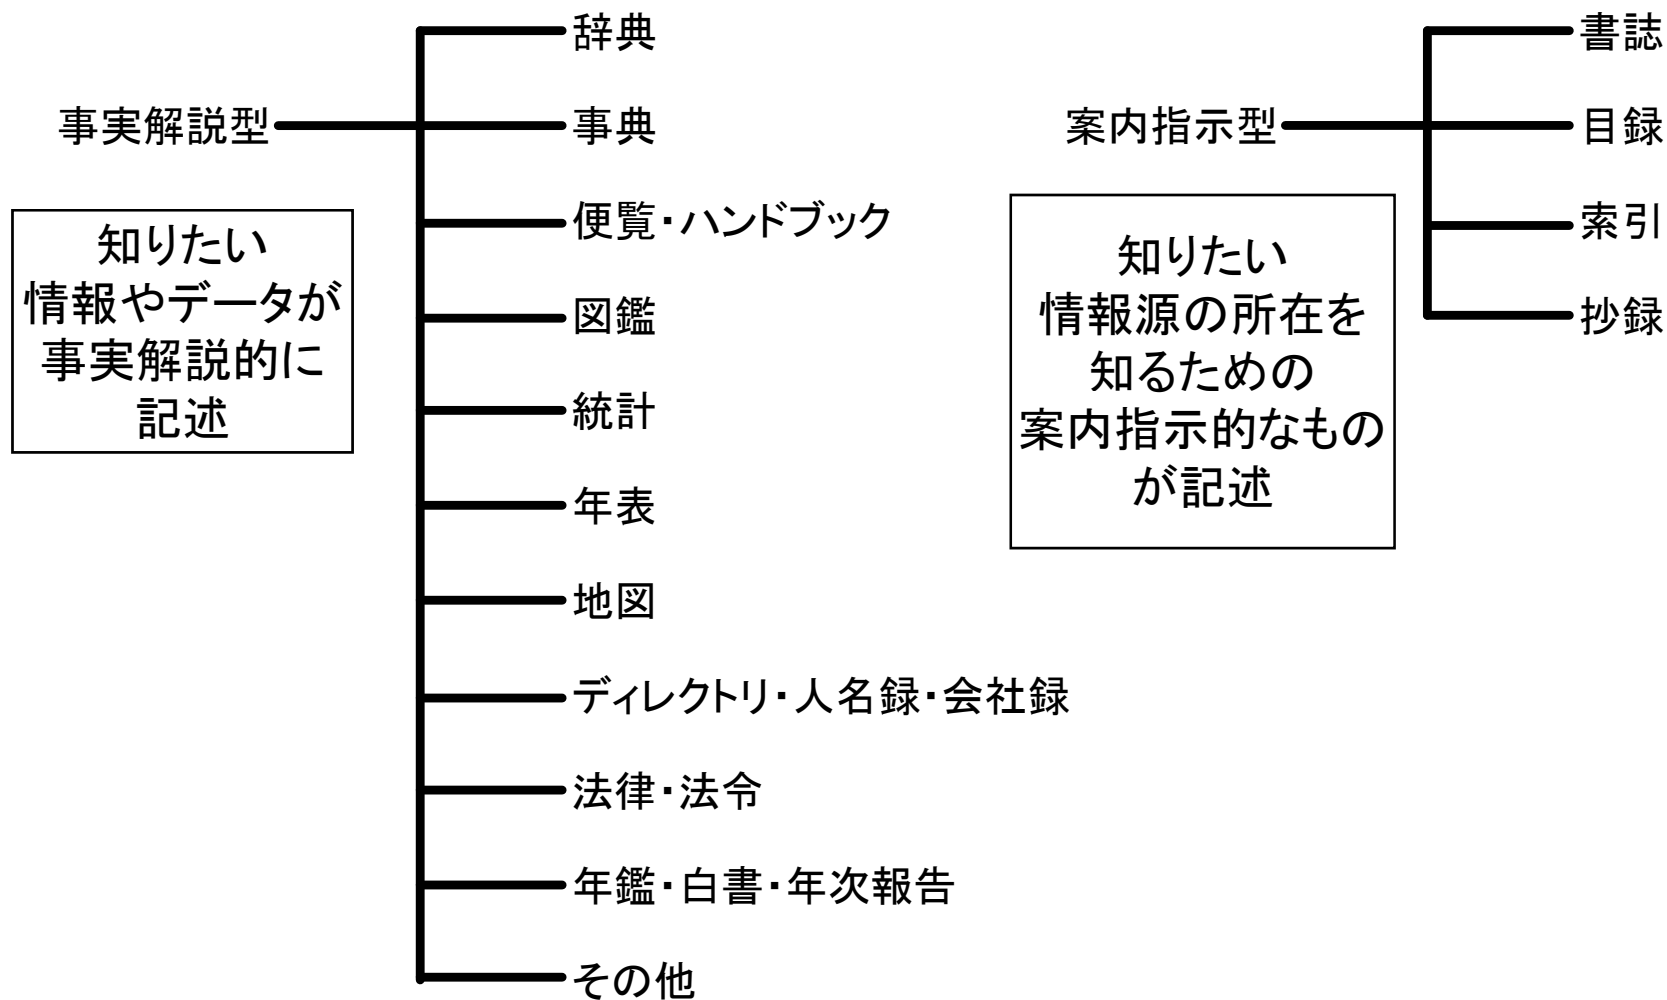 事実解説型
知りたい
情報やデータが
事実解説的に
記述
辞典
事典
便覧・ハンドブック
図鑑
統計
年表
地図
ディレクトリ・人名録・会社録
法律・法令
年鑑・白書・年次報告
その他
案内指示型
知りたい
情報源の所在を
知るための
案内指示的なもの
が記述
書誌
目録
索引
抄録